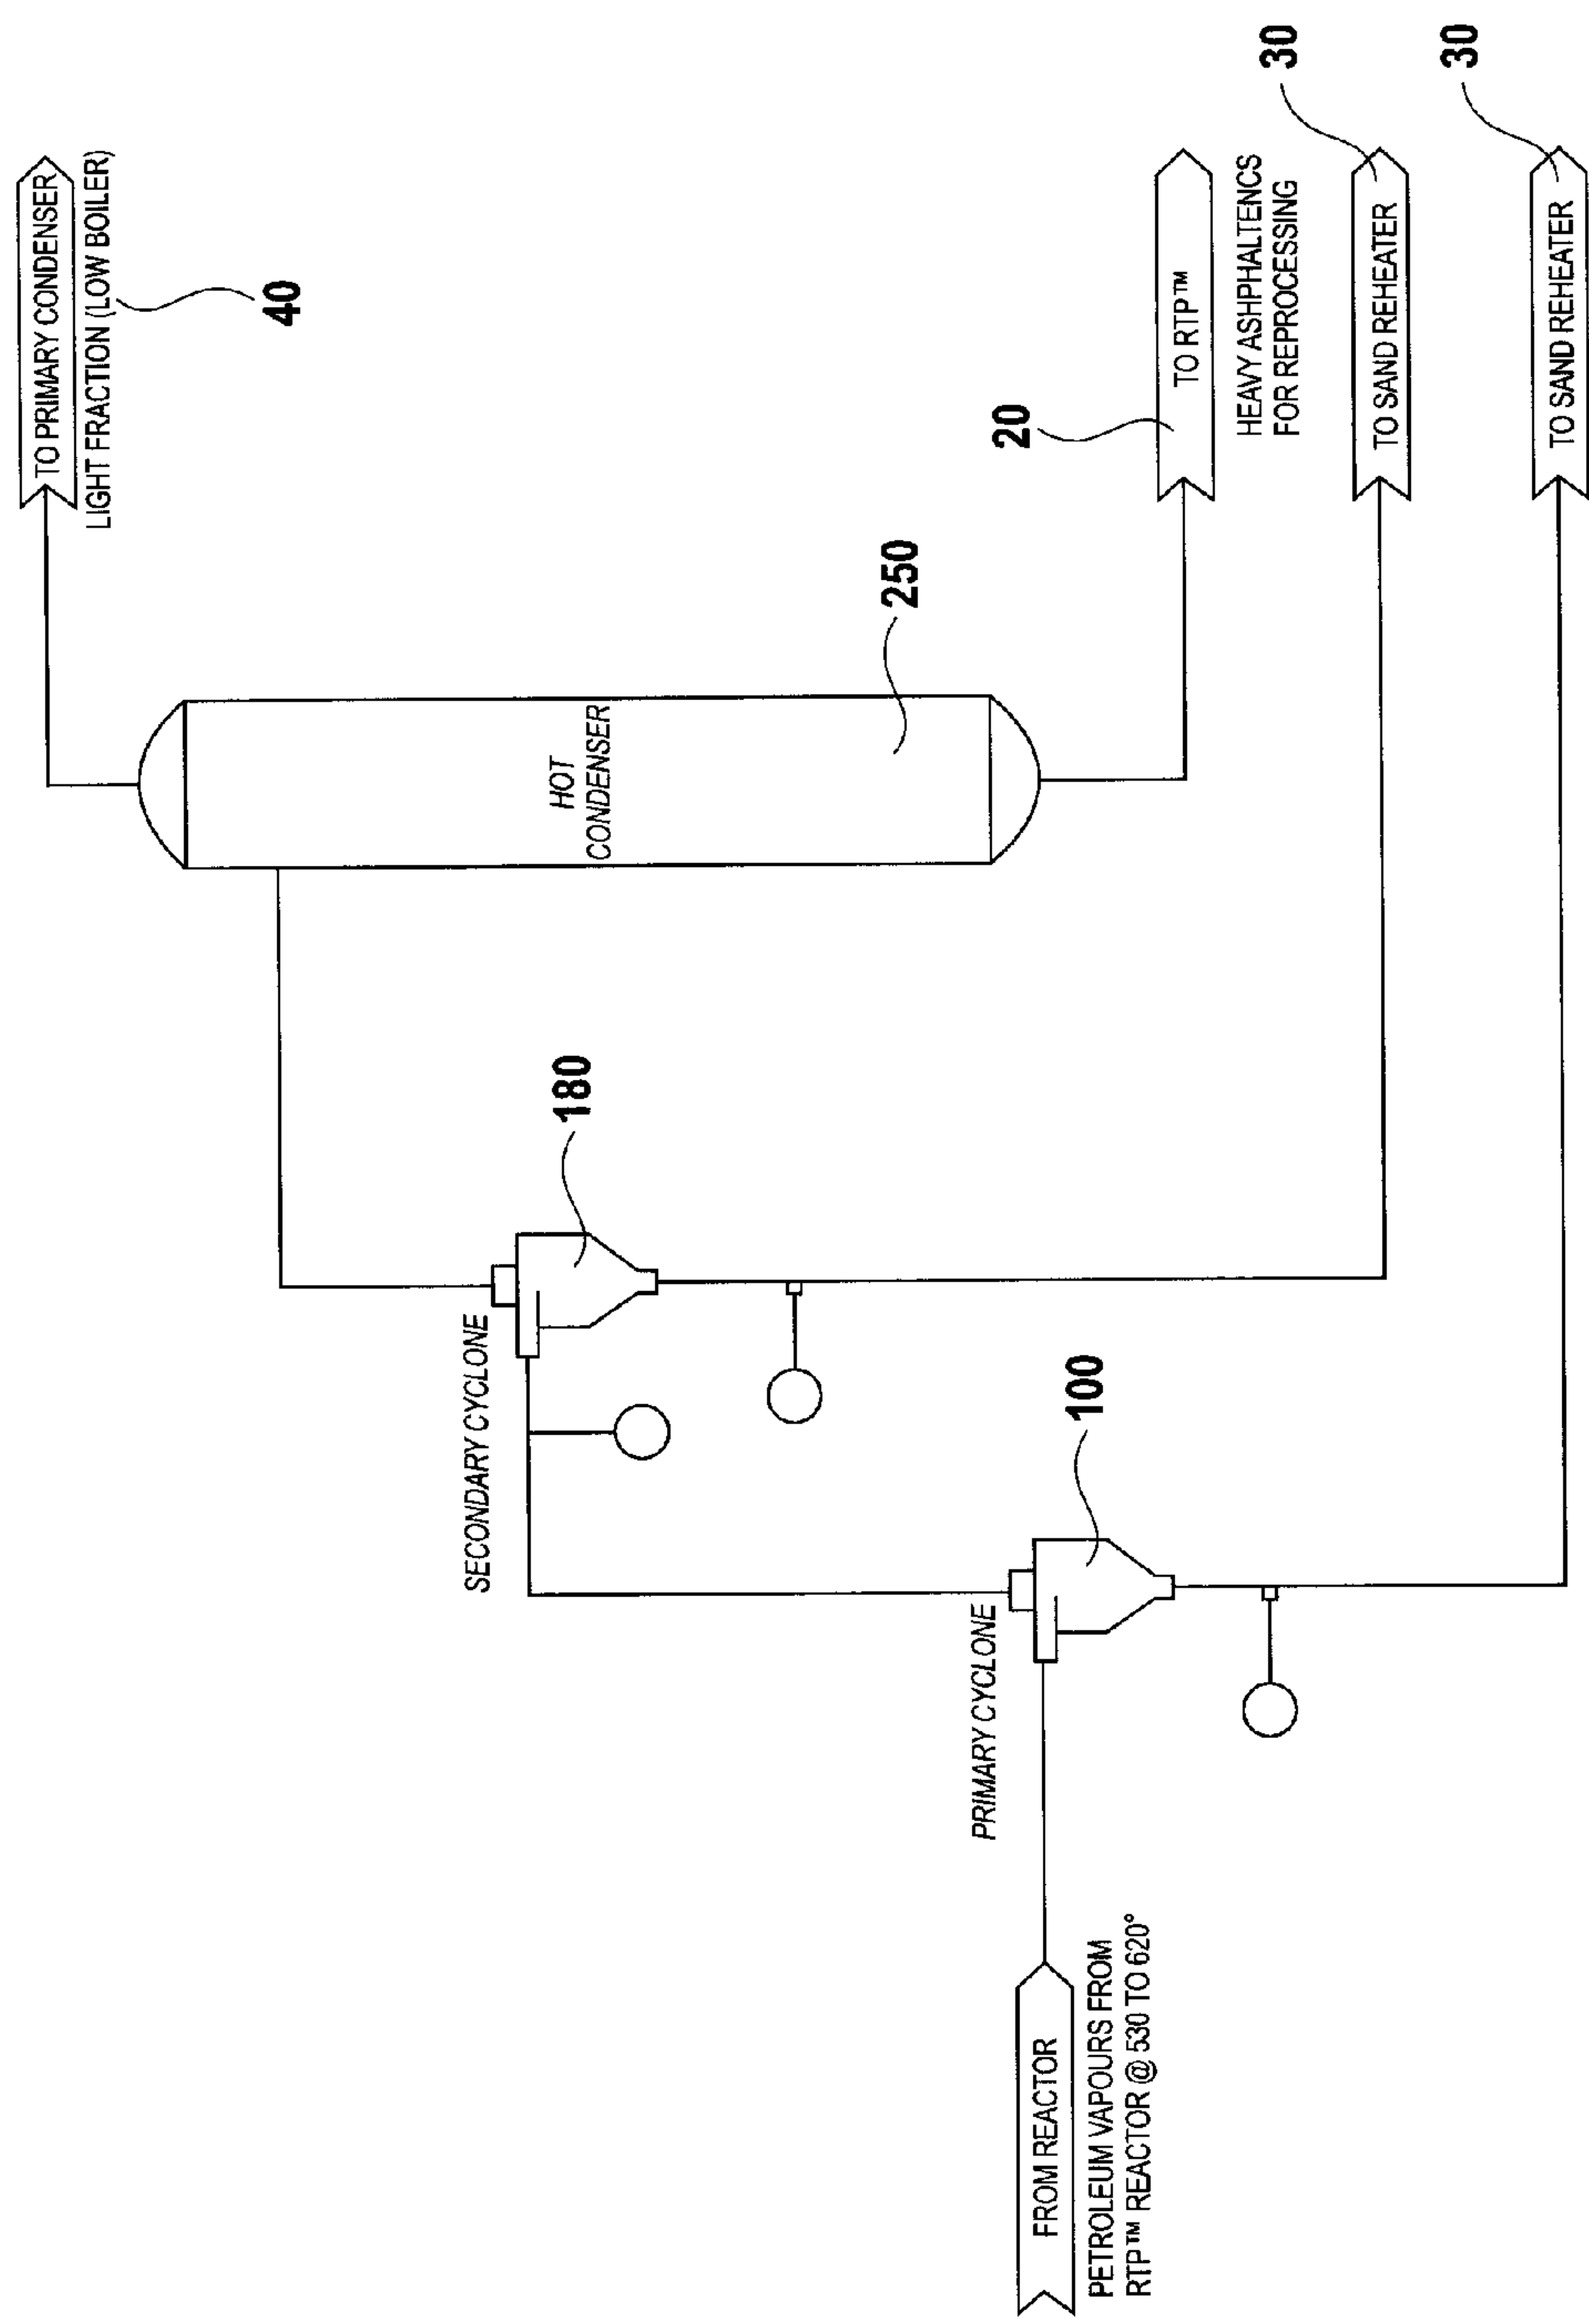 TO PRIMARY CONDENSER
LIGHT FRACTION (LOW BOILER)
40
HOT
CONDENSER
250
20
TO RTP™
HEAVY ASHPHALTENCS
FOR REPROCESSING
30
TO SAND REHEATER
30
TO SAND REHEATER
SECONDARY CYCLONE
180
PRIMARY CYCLONE
100
FROM REACTOR
PETROLEUM VAPOURS FROM
RTP™ REACTOR @ 530 TO 620°